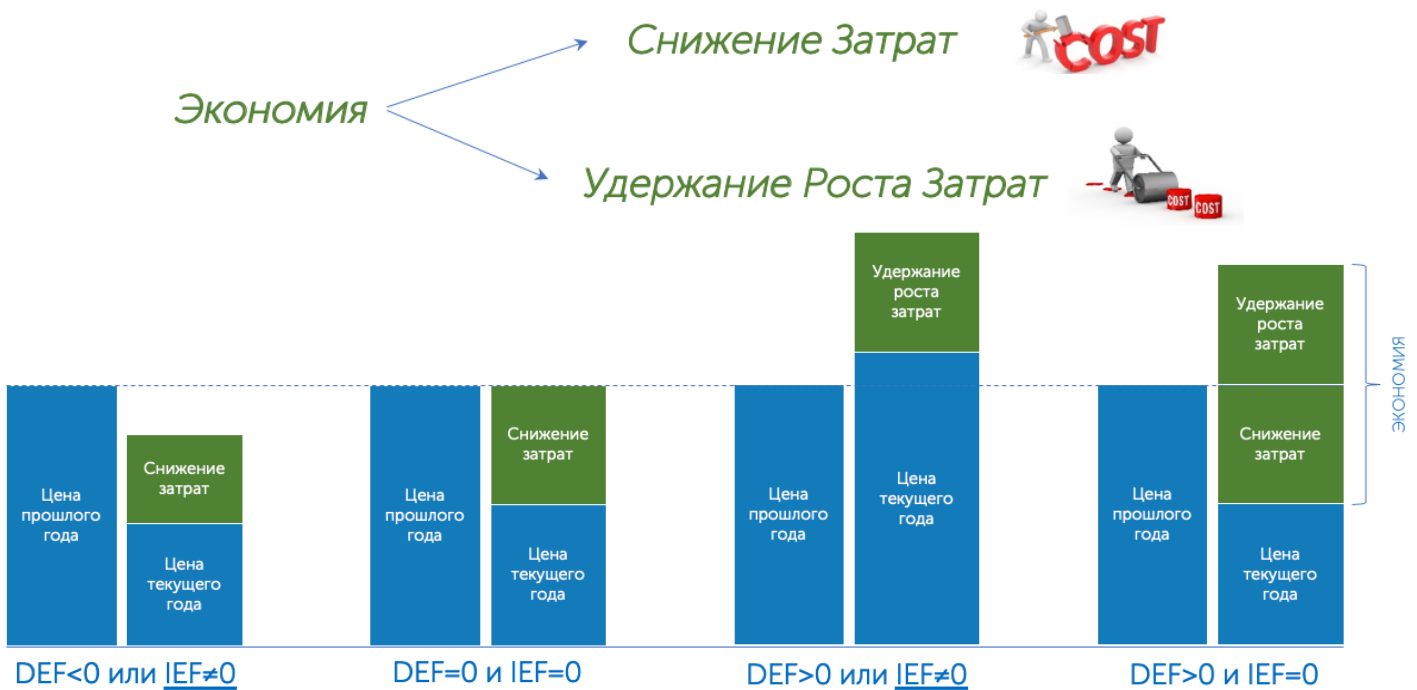 Снижение Затрат
COST
Экономия
Удержание Роста Затрат
COST
COST
Цена
прошлого
года
Снижение
затрат
Цена
текущего
года
DEF<0 или IEF≠0
Цена
прошлого
года
Снижение
затрат
Цена
текущего
года
DEF=0 и IEF=0
Цена
прошлого
года
Удержание
роста
затрат
Цена
текущего
года
DEF>0 или IEF≠0
Цена
прошлого
года
Удержание
роста
затрат
Снижение
затрат
Цена
текущего
года
DEF>0 и IEF=0
ЭКОНОМИЯ